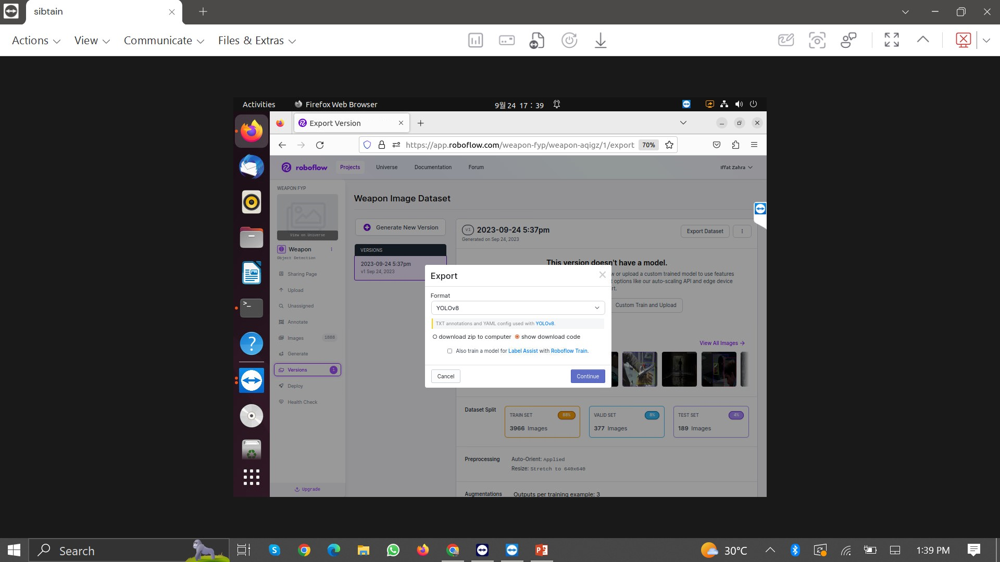 sibtain
Actions View Communicate Files & Extras
Activities Firefox Web Browser 9월 24 17 : 39
Export Version
https://app.roboflow.com/weapon-fyp/weapon-aqigz/1/export 70%
roboflow Projects Universe Documentation Forum Iffat Zahra
WEAPON FYP
View on Universe
Weapon
Object Detection
Sharing Page
Upload
Unassigned
Annotate
Images 1888
Generate
Versions 1
Deploy
Health Check
Upgrade
Weapon Image Dataset
Generate New Version
VERSIONS
2023-09-24 5:37pm
v1 Sep 24, 2023
v1 2023-09-24 5:37pm
Generated on Sep 24, 2023
Export Dataset
This version doesn't have a model.
w or upload a custom trained model to use features
t options like our auto-scaling API and edge device
rt.
Custom Train and Upload
View All Images →
Export
Format
YOLOv8
TXT annotations and YAML config used with YOLOv8.
download zip to computer show download code
Also train a model for Label Assist with Roboflow Train.
Cancel Continue
Dataset Split
TRAIN SET 88%
3966 Images
VALID SET 8%
377 Images
TEST SET 4%
189 Images
Preprocessing
Auto-Orient: Applied
Resize: Stretch to 640x640
Augmentations Outputs per training example: 3
Search 30°C 1:39 PM